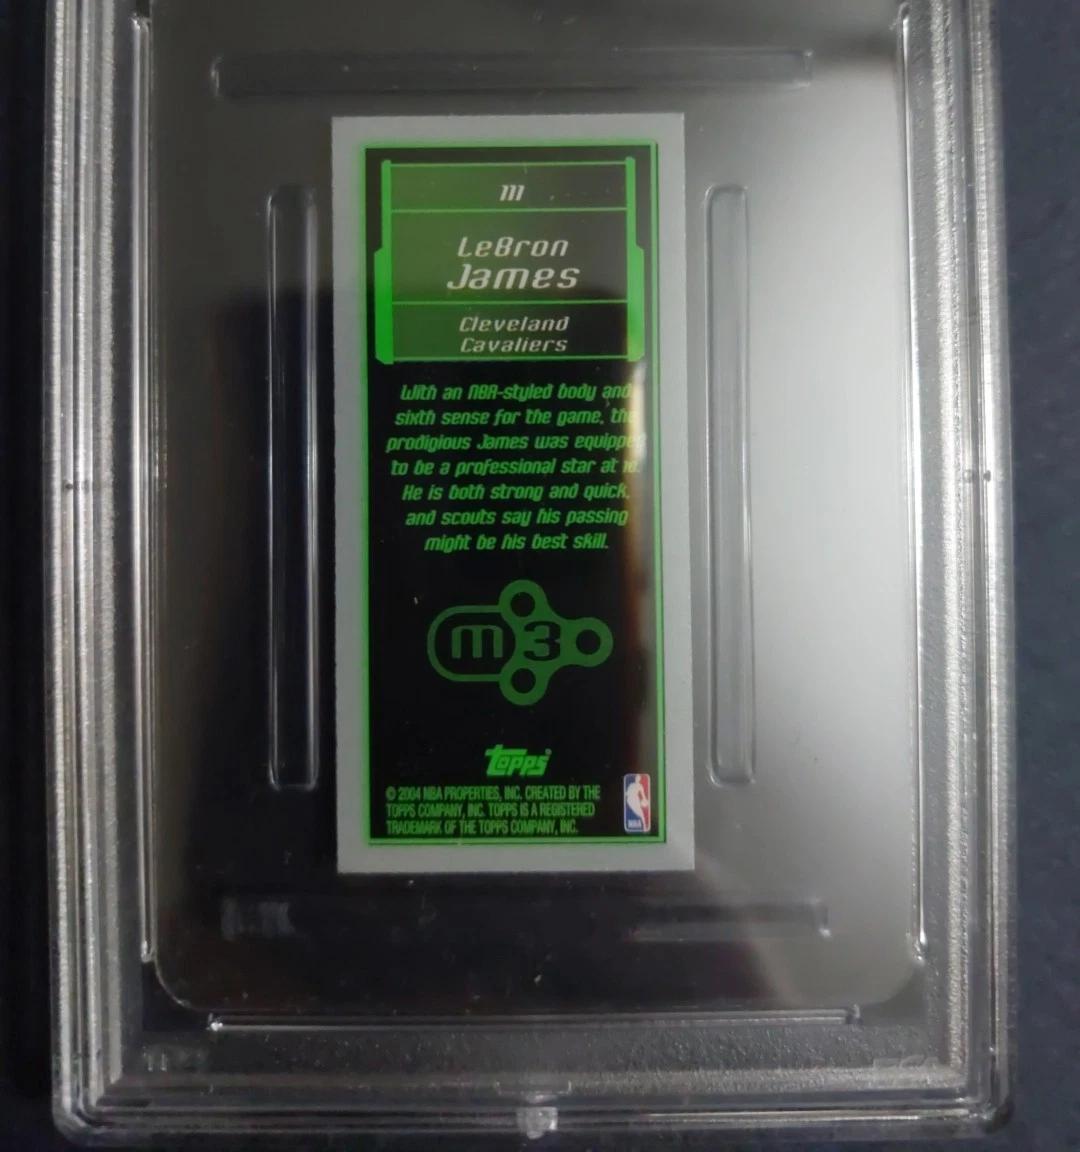 111
LeBron
James
Cleveland
Cavaliers
With an NBA-styled body and
sixth sense for the game, the
prodigious James was equipped
to be a professional star at 18.
He is both strong and quick,
and scouts say his passing
might be his best skill.
m3
topps
© 2004 NBA PROPERTIES, INC. CREATED BY THE
TOPPS COMPANY, INC. TOPPS IS A REGISTERED
TRADEMARK OF THE TOPPS COMPANY, INC.
NBA